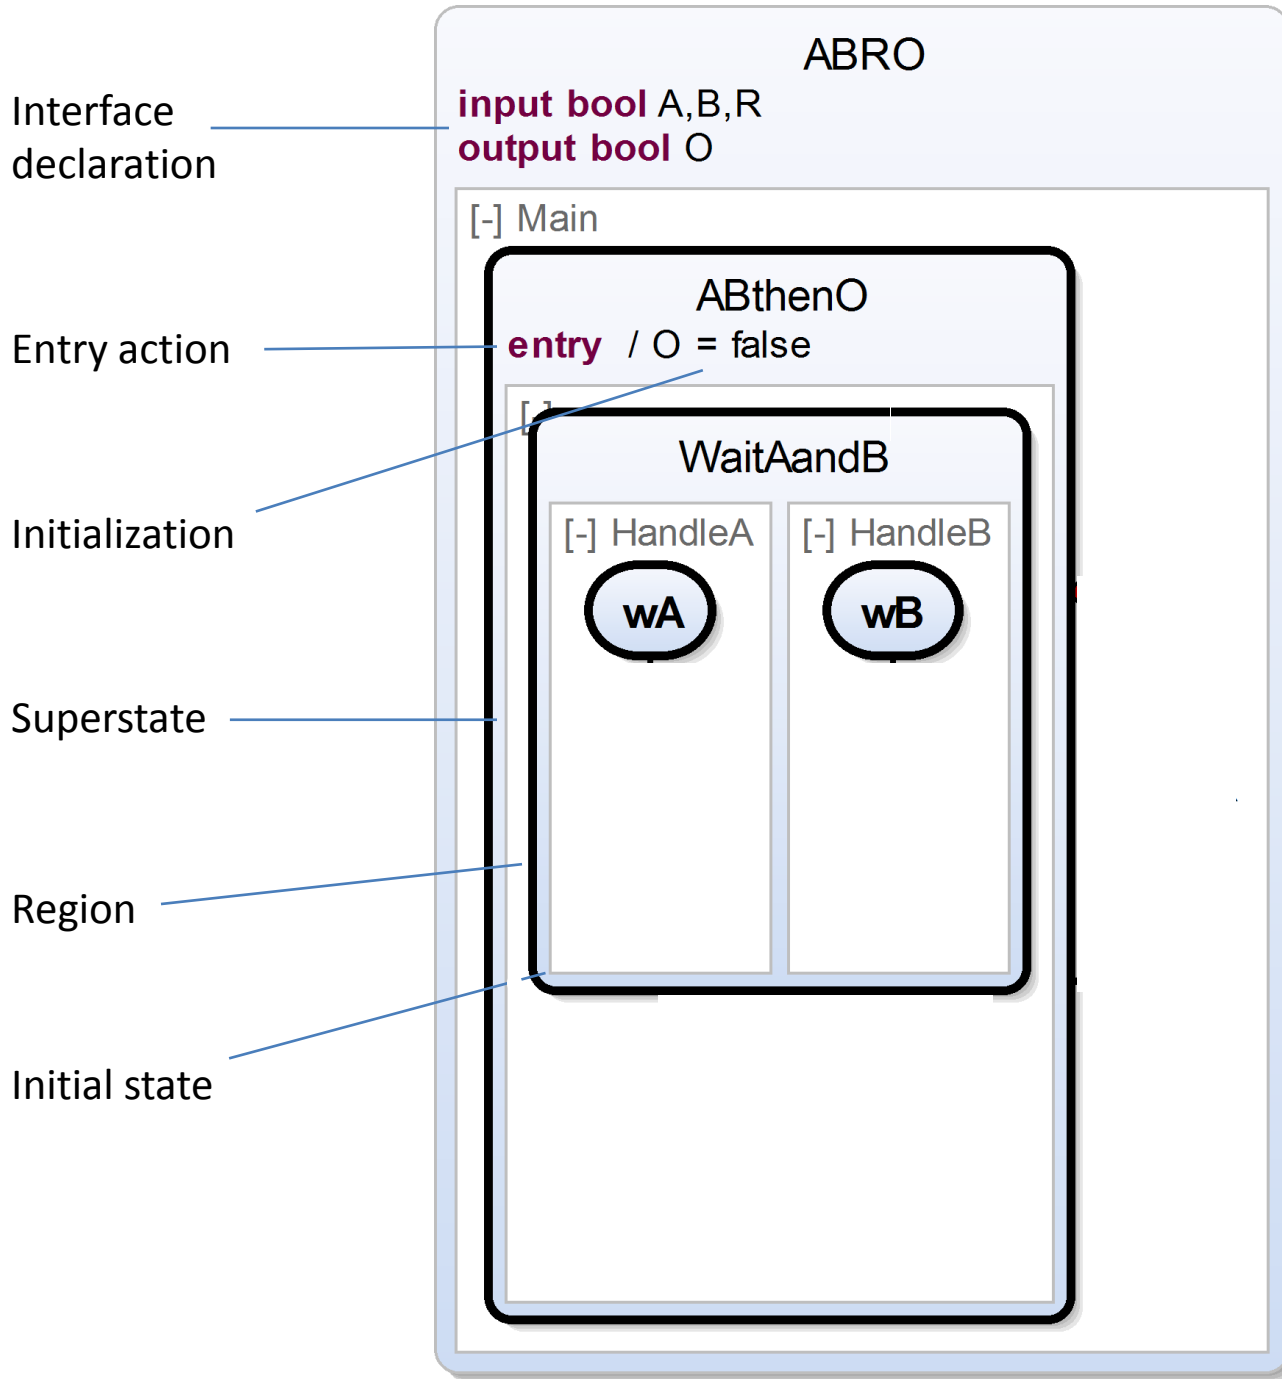 ABRO
Interface
declaration
input bool A,B,R
output bool O
[-] Main
ABthenO
Entry action
entry / O = false
[-]
WaitAandB
Initialization
[-] HandleA
[-] HandleB
wA
wB
Superstate
Region
Initial state